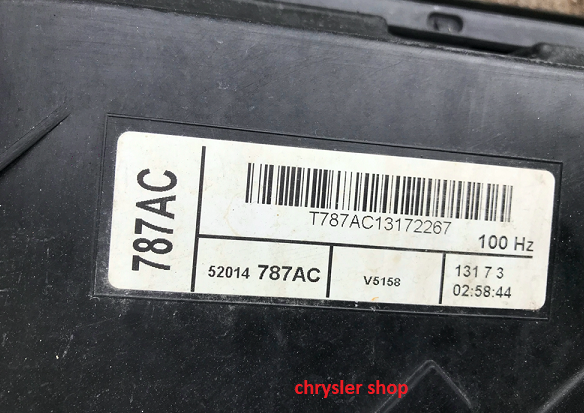 787AC
T787AC13172267
100 Hz
52014 787AC
V5158
131 7 3
02:58:44
chrysler shop